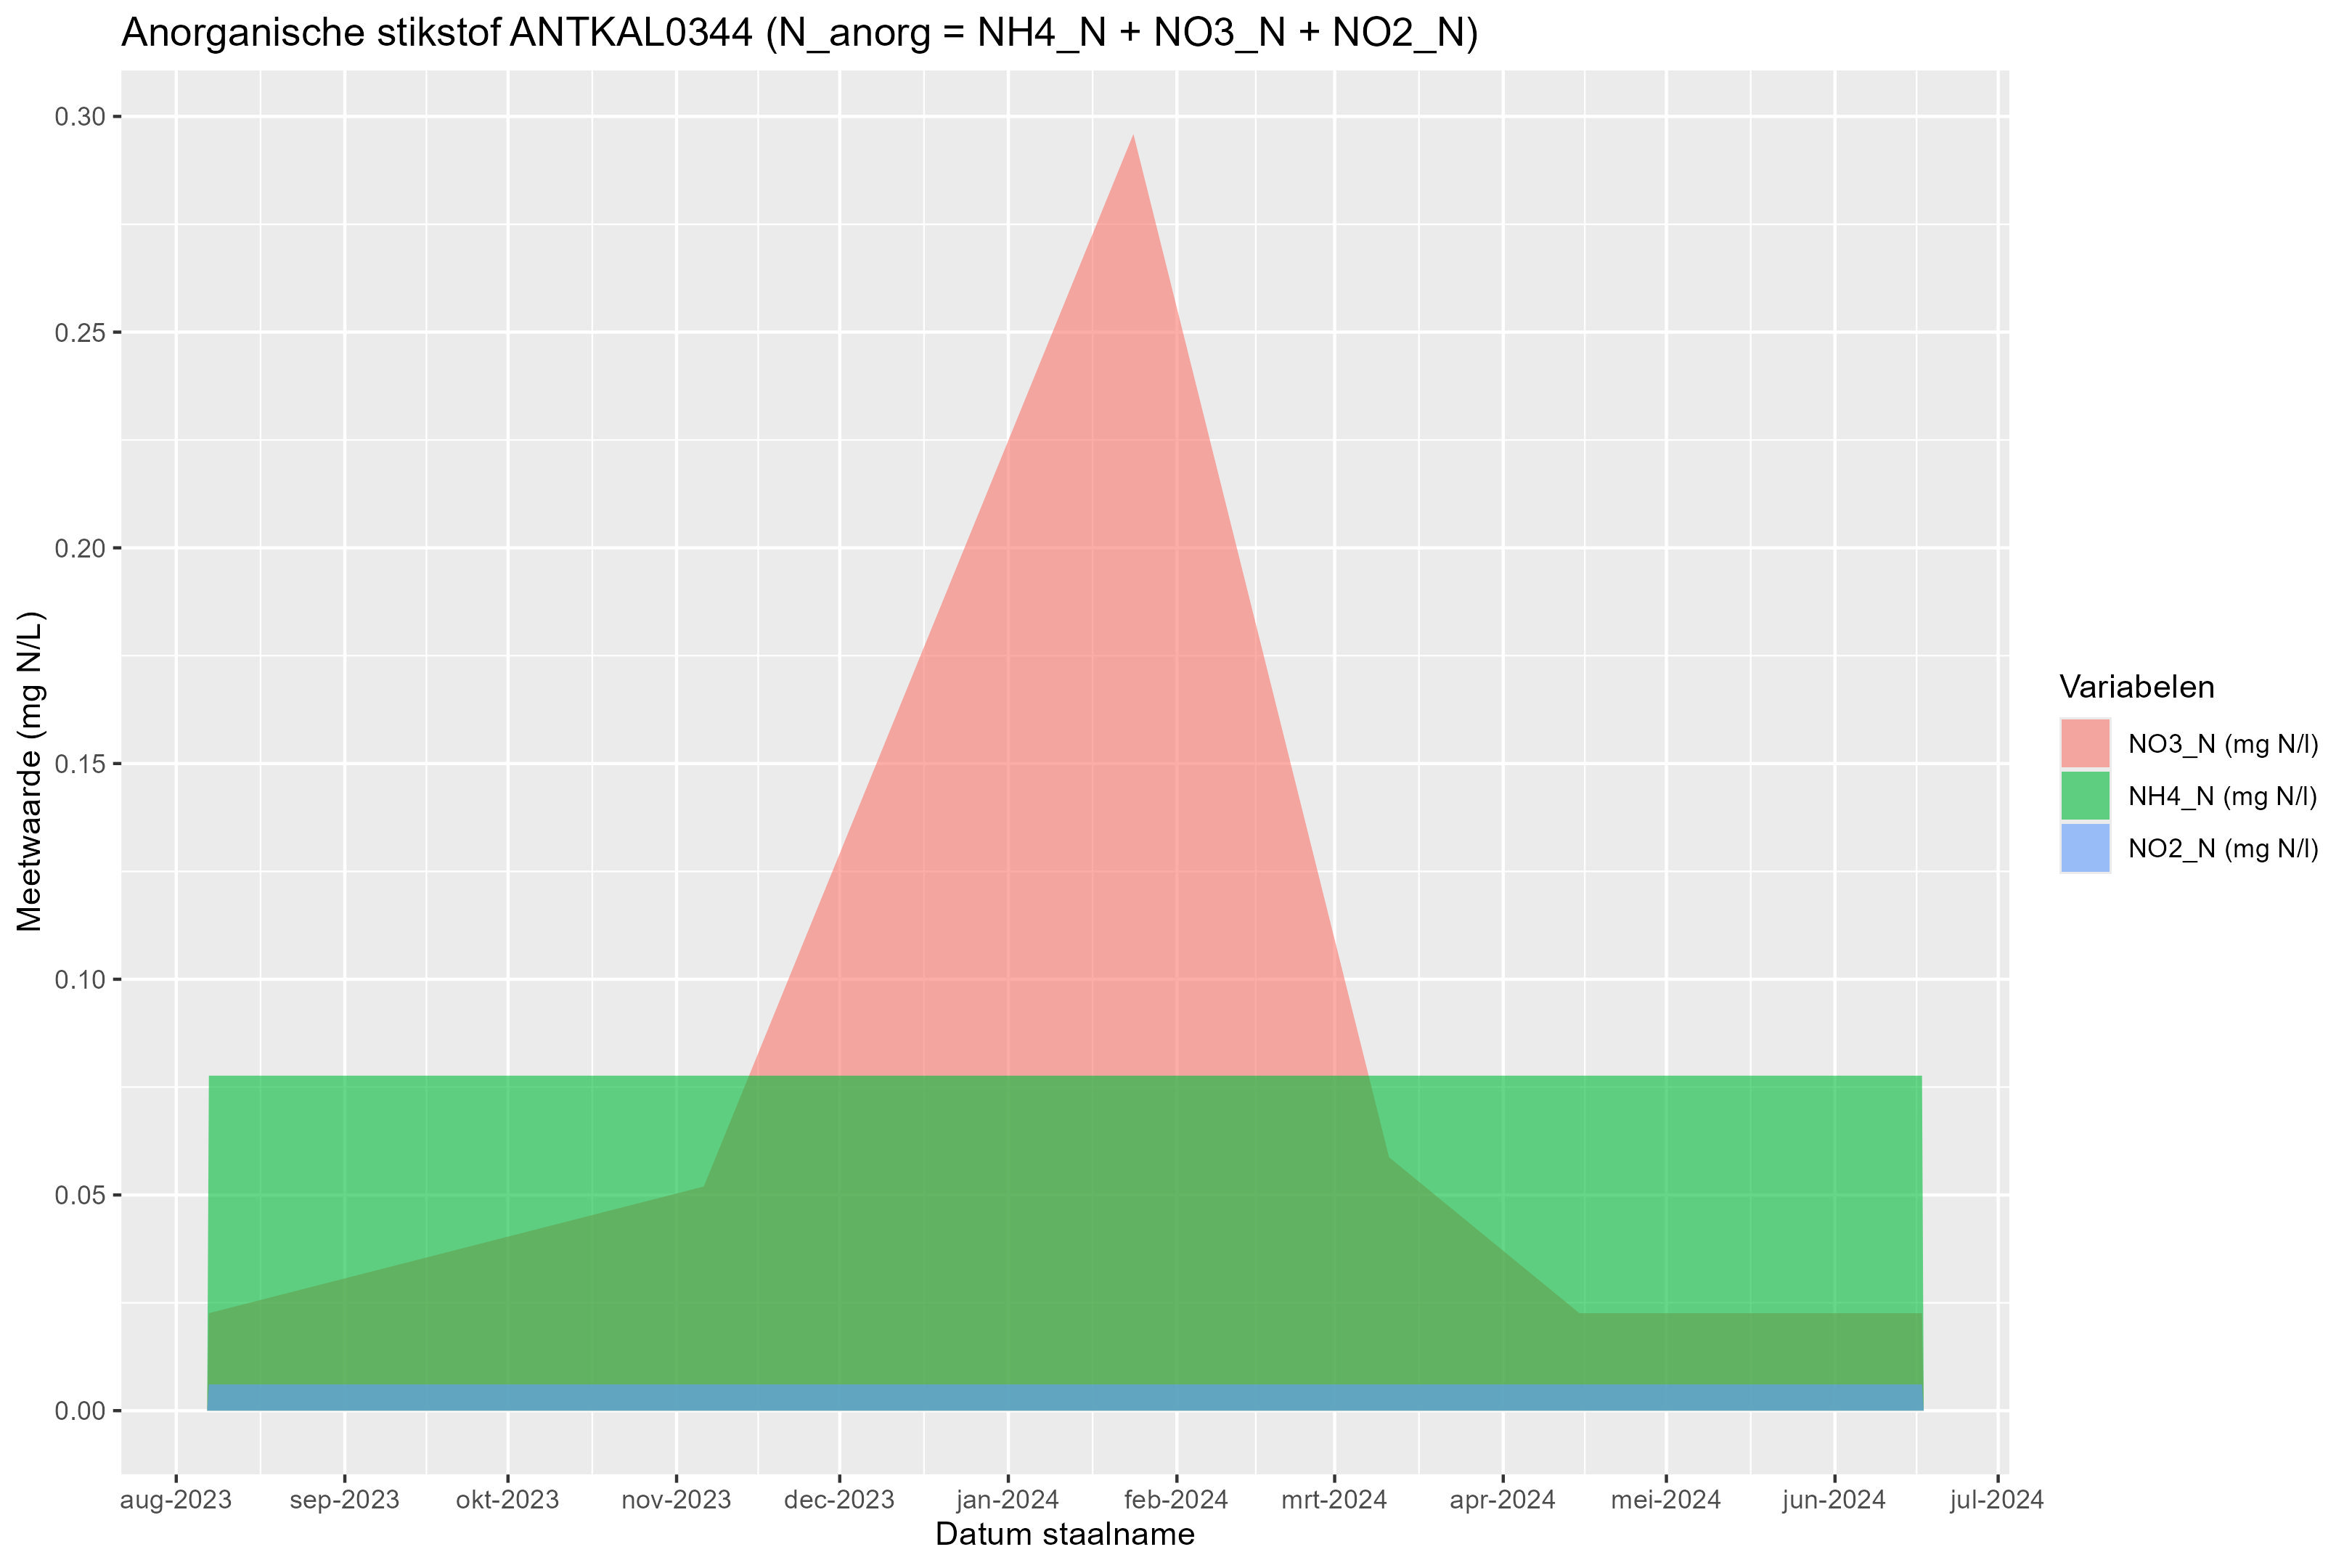 Anorganische stikstof ANTKAL0344 (N_anorg = NH4_N + NO3_N + NO2_N)
Meetwaarde (mg N/L)
0.30
0.25
0.20
0.15
0.10
0.05
0.00
aug-2023 sep-2023 okt-2023 nov-2023 dec-2023 jan-2024 feb-2024 mrt-2024 apr-2024 mei-2024 jun-2024 jul-2024
Datum staalname
Variabelen
NO3_N (mg N/l)
NH4_N (mg N/l)
NO2_N (mg N/l)